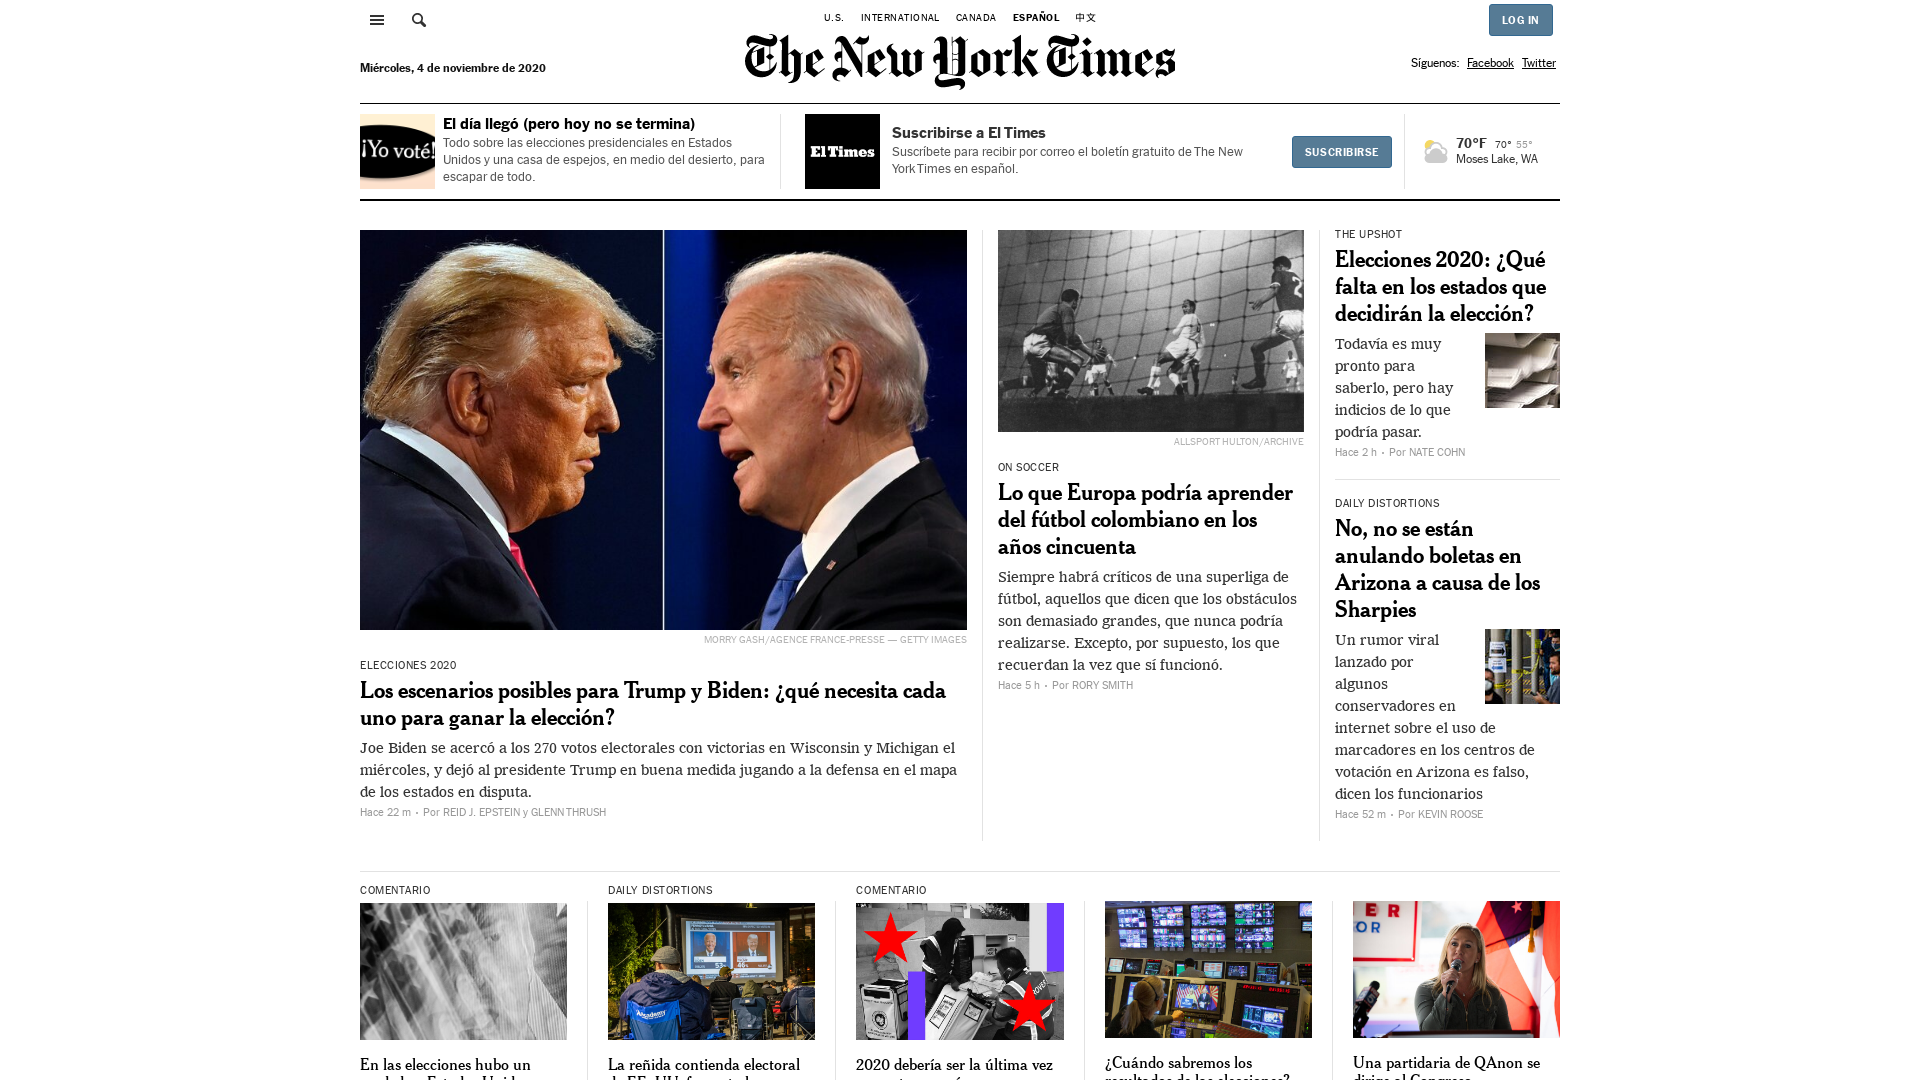 U.S. INTERNATIONAL CANADA ESPAÑOL 中文
LOG IN
The New York Times
Miércoles, 4 de noviembre de 2020
Síguenos: Facebook Twitter
¡Yo voté!
El día llegó (pero hoy no se termina)
Todo sobre las elecciones presidenciales en Estados
Unidos y una casa de espejos, en medio del desierto, para
escapar de todo.
El Times
Suscribirse a El Times
Suscríbete para recibir por correo el boletín gratuito de The New
York Times en español.
SUSCRIBIRSE
70°F 70° 55°
Moses Lake, WA
MORRY GASH/AGENCE FRANCE-PRESSE — GETTY IMAGES
ELECCIONES 2020
Los escenarios posibles para Trump y Biden: ¿qué necesita cada
uno para ganar la elección?
Joe Biden se acercó a los 270 votos electorales con victorias en Wisconsin y Michigan el
miércoles, y dejó al presidente Trump en buena medida jugando a la defensa en el mapa
de los estados en disputa.
Hace 22 m • Por REID J. EPSTEIN y GLENN THRUSH
2
ALLSPORT HULTON/ARCHIVE
ON SOCCER
Lo que Europa podría aprender
del fútbol colombiano en los
años cincuenta
Siempre habrá críticos de una superliga de
fútbol, aquellos que dicen que los obstáculos
son demasiado grandes, que nunca podría
realizarse. Excepto, por supuesto, los que
recuerdan la vez que sí funcionó.
Hace 5 h • Por RORY SMITH
THE UPSHOT
Elecciones 2020: ¿Qué
falta en los estados que
decidirán la elección?
Todavía es muy
pronto para
saberlo, pero hay
indicios de lo que
podría pasar.
Hace 2 h • Por NATE COHN
DAILY DISTORTIONS
No, no se están
anulando boletas en
Arizona a causa de los
Sharpies
Un rumor viral
lanzado por
algunos
conservadores en
internet sobre el uso de
marcadores en los centros de
votación en Arizona es falso,
dicen los funcionarios
Hace 52 m • Por KEVIN ROOSE
COMENTARIO
En las elecciones hubo un
DAILY DISTORTIONS
Academy
La reñida contienda electoral
COMENTARIO
2020 debería ser la última vez
¿Cuándo sabremos los
resultados de las elecciones?
ER
OR
Una partidaria de QAnon se
dirige al Congreso